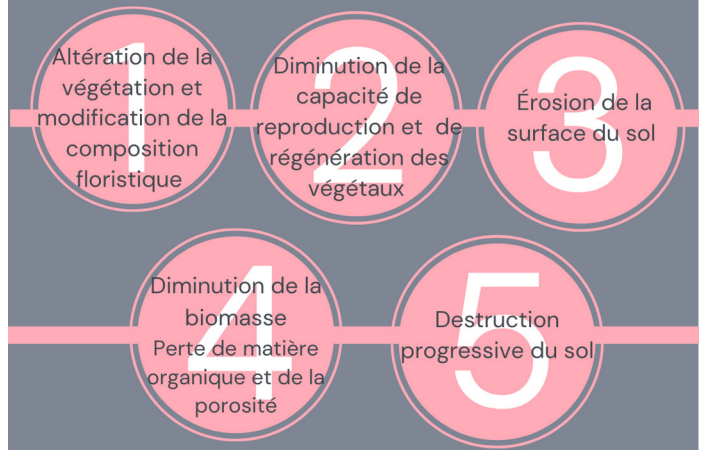 1
Altération de la
végétation et
modification de la
composition
floristique
2
Diminution de la
capacité de
reproduction et de
régénération des
végétaux
3
Érosion de la
surface du sol
4
Diminution de la
biomasse
Perte de matière
organique et de la
porosité
5
Destruction
progressive du sol